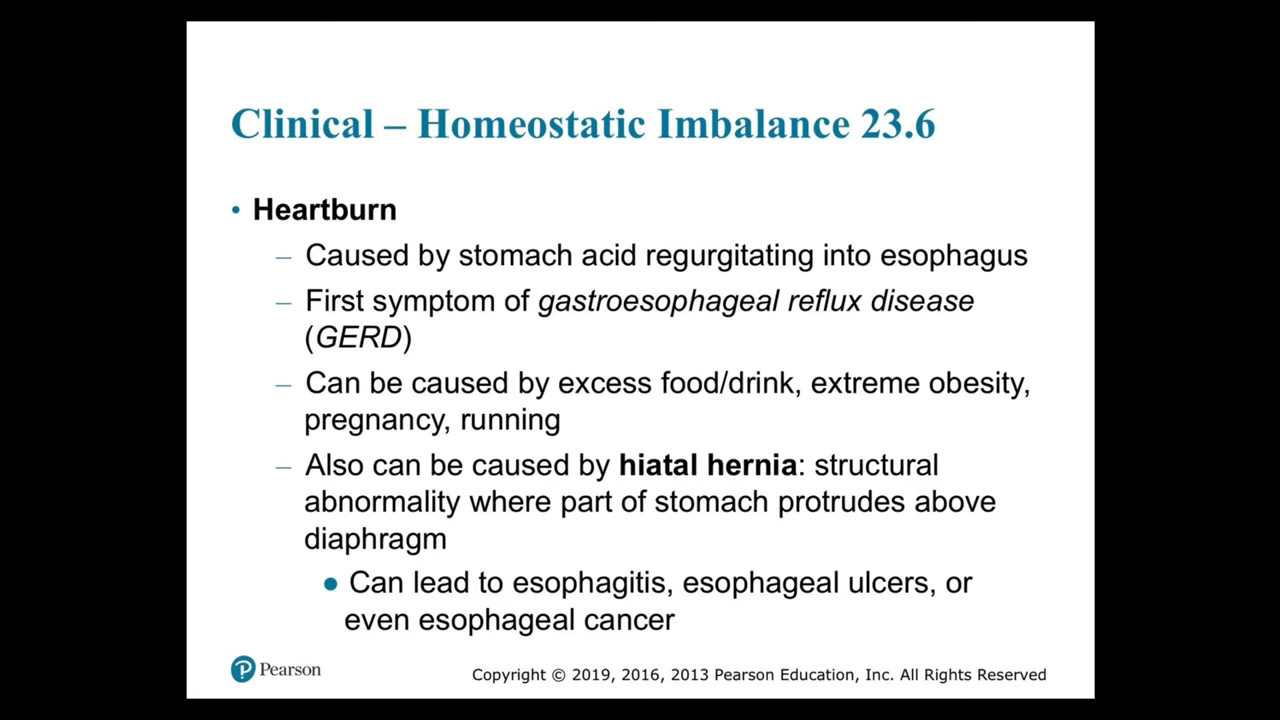 Clinical – Homeostatic Imbalance 23.6
• Heartburn
– Caused by stomach acid regurgitating into esophagus
– First symptom of gastroesophageal reflux disease
(GERD)
– Can be caused by excess food/drink, extreme obesity,
pregnancy, running
– Also can be caused by hiatal hernia: structural
abnormality where part of stomach protrudes above
diaphragm
● Can lead to esophagitis, esophageal ulcers, or
even esophageal cancer
P Pearson
Copyright © 2019, 2016, 2013 Pearson Education, Inc. All Rights Reserved